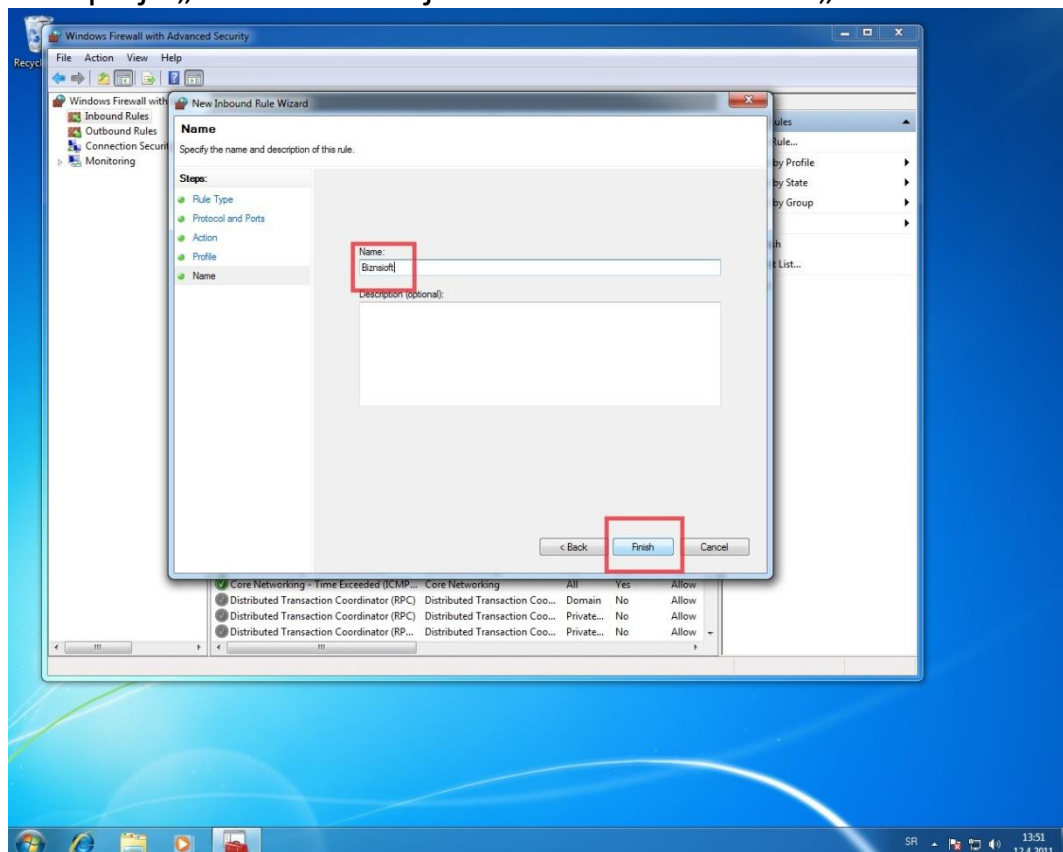 Windows Firewall with Advanced Security
File Action View Help
Windows Firewall with
Inbound Rules
Outbound Rules
Connection Securit
Monitoring
New Inbound Rule Wizard
Name
Specify the name and description of this rule.
Steps:
Rule Type
Protocol and Ports
Action
Profile
Name
Name:
Biznsioft
Description (optional):
< Back Finish Cancel
ules
Rule...
by Profile
by State
by Group
sh
t List...
Core Networking - Time Exceeded (ICMP... Core Networking All Yes Allow
Distributed Transaction Coordinator (RPC) Distributed Transaction Coo... Domain No Allow
Distributed Transaction Coordinator (RPC) Distributed Transaction Coo... Private... No Allow
Distributed Transaction Coordinator (RP... Distributed Transaction Coo... Private... No Allow
SR
13:51
12.4.2011